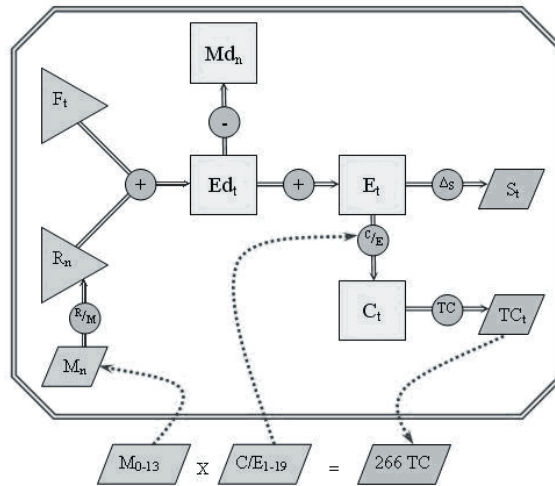 Md<sub>n</sub>
F<sub>t</sub>
-
+
Ed<sub>t</sub>
+
E<sub>t</sub>
ΔS
S<sub>t</sub>
R<sub>n</sub>
C/E
R/M
C<sub>t</sub>
TC
TC<sub>t</sub>
M<sub>n</sub>
M<sub>0-13</sub> X C/E<sub>1-19</sub> = 266 TC